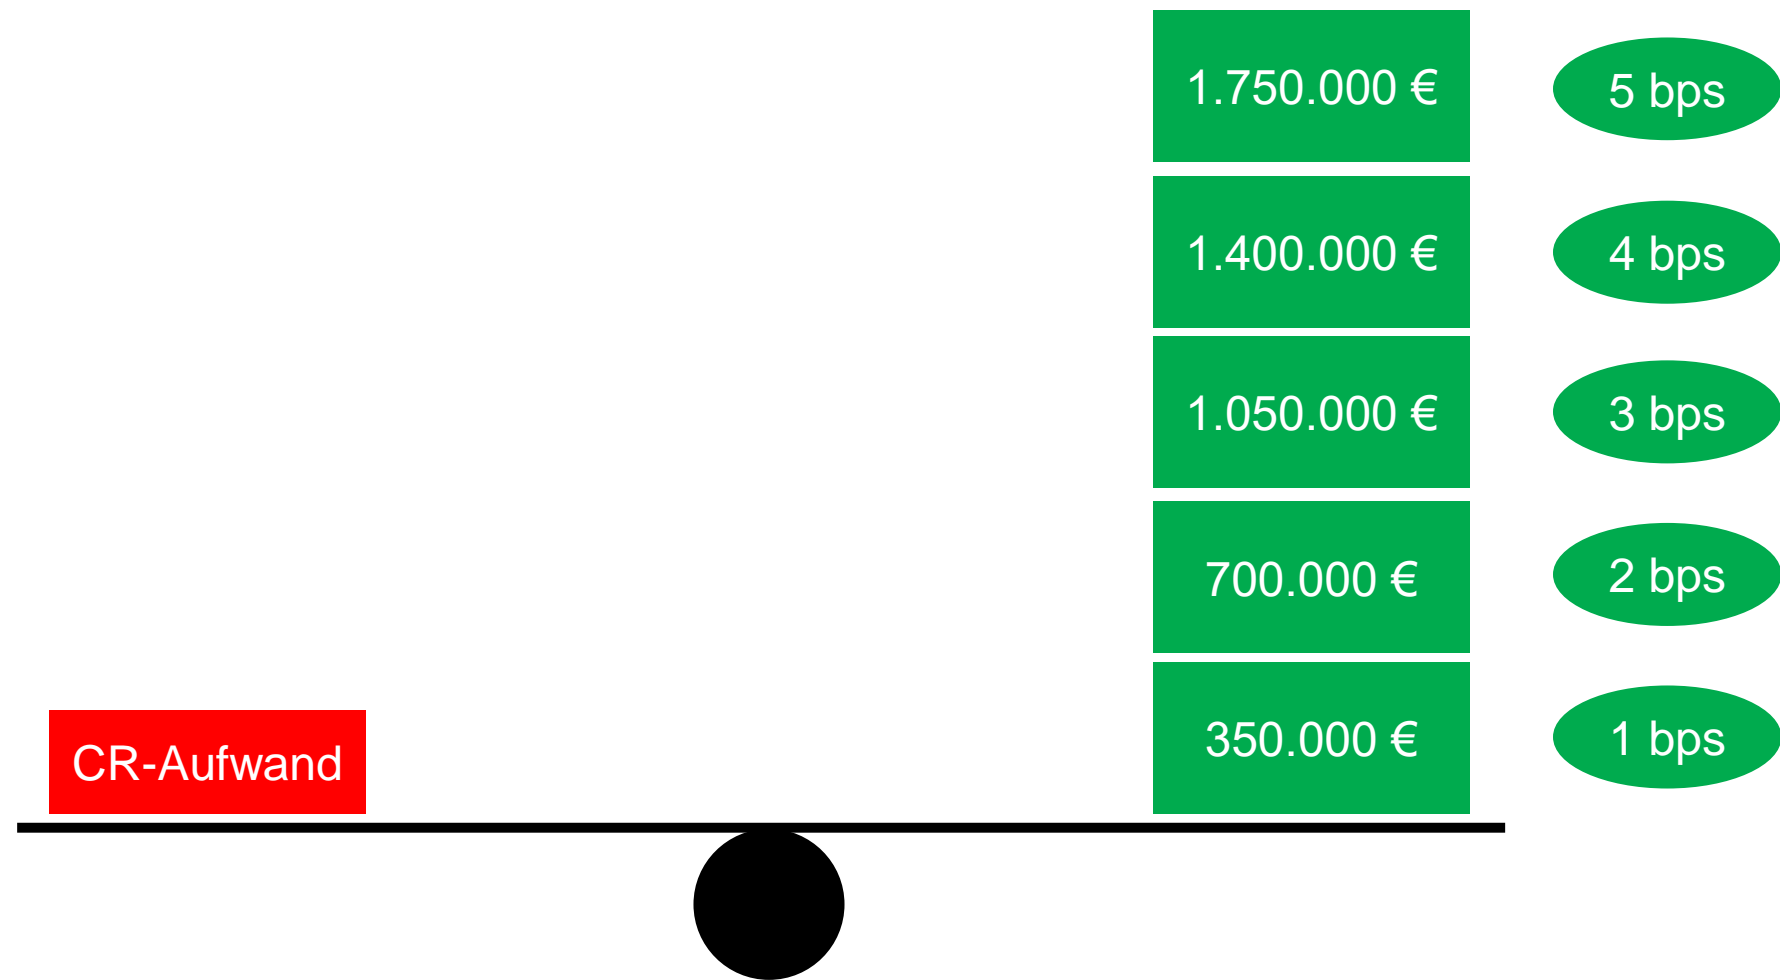 1.750.000 €
5 bps
1.400.000 €
4 bps
1.050.000 €
3 bps
700.000 €
2 bps
350.000 €
1 bps
CR-Aufwand